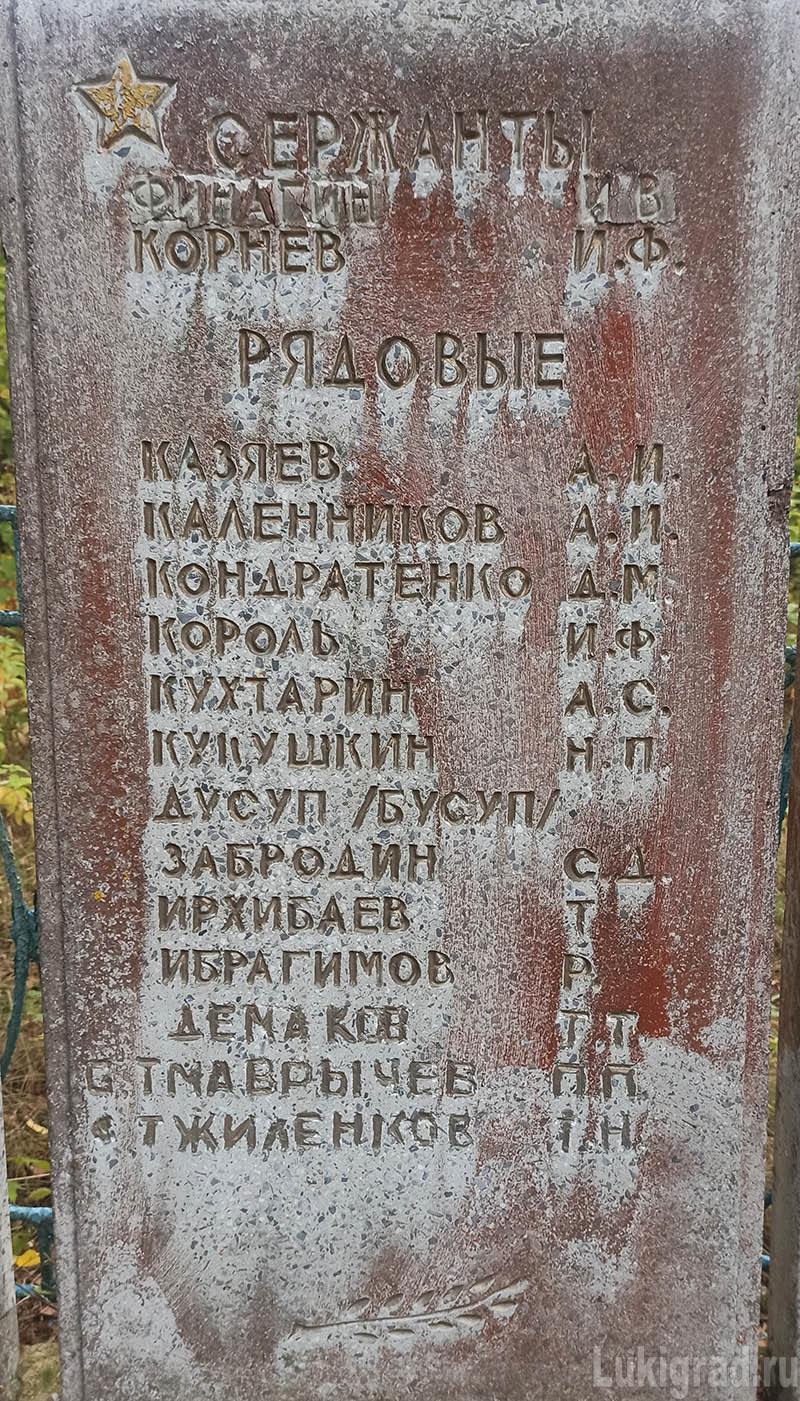 СЕРЖАНТЫ
ФИНАГИН И В
КОРНЕВ И.Ф.
РЯДОВЫЕ
КАЗЯЕВ А.И.
КАЛЕННИКОВ А.И.
КОНДРАТЕНКО Д.М
КОРОЛЬ И.Ф.
КУХТАРИН А.С.
КУКУШКИН Н.П
ДУСУП /БУСУП/
ЗАБРОДИН С.Д
ИРХИБАЕВ Т
ИБРАГИМОВ Р
ДЕМАКОВ Т.Т
С.ТМАВРЫЧЕВ П.П.
ТЖИЛЕНКОВ
Lukigrad.ru